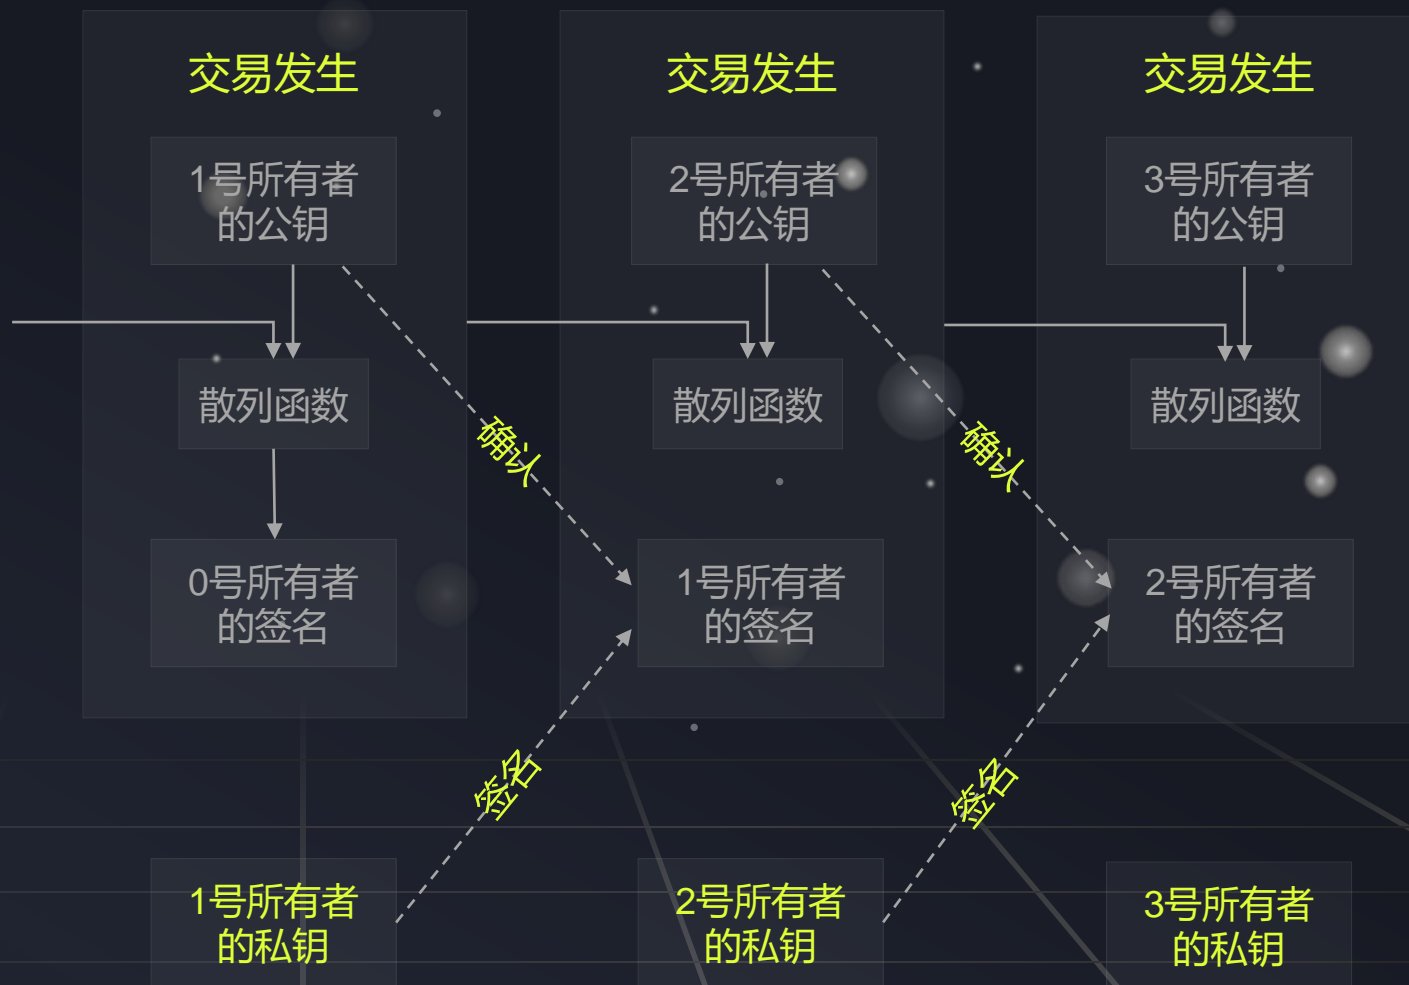 交易发生
1号所有者
的公钥
散列函数
0号所有者
的签名
1号所有者
的私钥
确认
签名
交易发生
2号所有者
的公钥
散列函数
1号所有者
的签名
2号所有者
的私钥
确认
签名
交易发生
3号所有者
的公钥
散列函数
2号所有者
的签名
3号所有者
的私钥